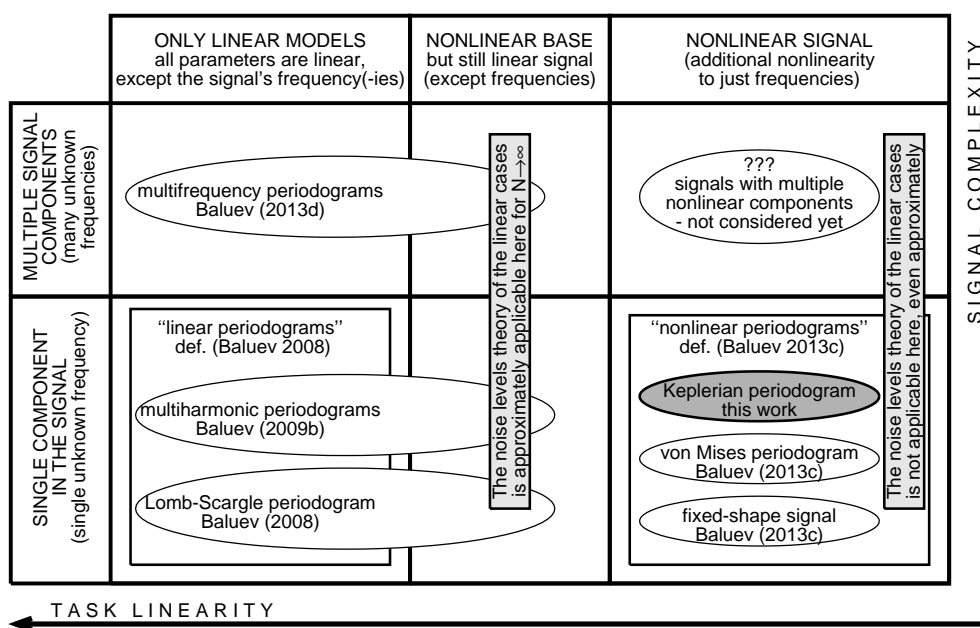 ONLY LINEAR MODELS
all parameters are linear,
except the signal's frequency(-ies)
NONLINEAR BASE
but still linear signal
(except frequencies)
NONLINEAR SIGNAL
(additional nonlinearity
to just frequencies)
MULTIPLE SIGNAL
COMPONENTS
(many unknown
frequencies)
multifrequency periodograms
Baluev (2013d)
The noise levels theory of the linear cases
is approximately applicable here for N→∞
???
signals with multiple
nonlinear components
- not considered yet
The noise levels theory of the linear cases
is not applicable here, even approximately
SINGLE COMPONENT
IN THE SIGNAL
(single unknown frequency)
"linear periodograms"
def. (Baluev 2008)
multiharmonic periodograms
Baluev (2009b)
Lomb-Scargle periodogram
Baluev (2008)
"nonlinear periodograms"
def. (Baluev 2013c)
Keplerian periodogram
this work
von Mises periodogram
Baluev (2013c)
fixed-shape signal
Baluev (2013c)
SIGNAL COMPLEXITY
TASK LINEARITY